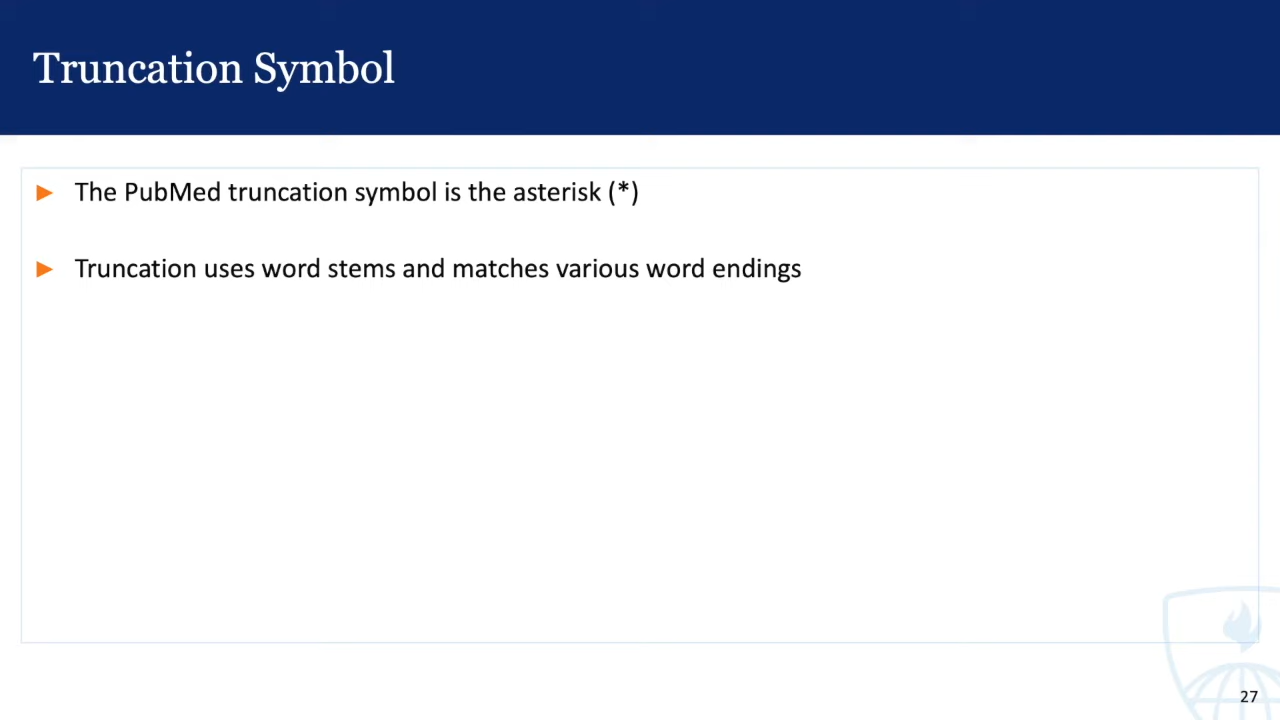 Truncation Symbol
► The PubMed truncation symbol is the asterisk (*)
► Truncation uses word stems and matches various word endings
27